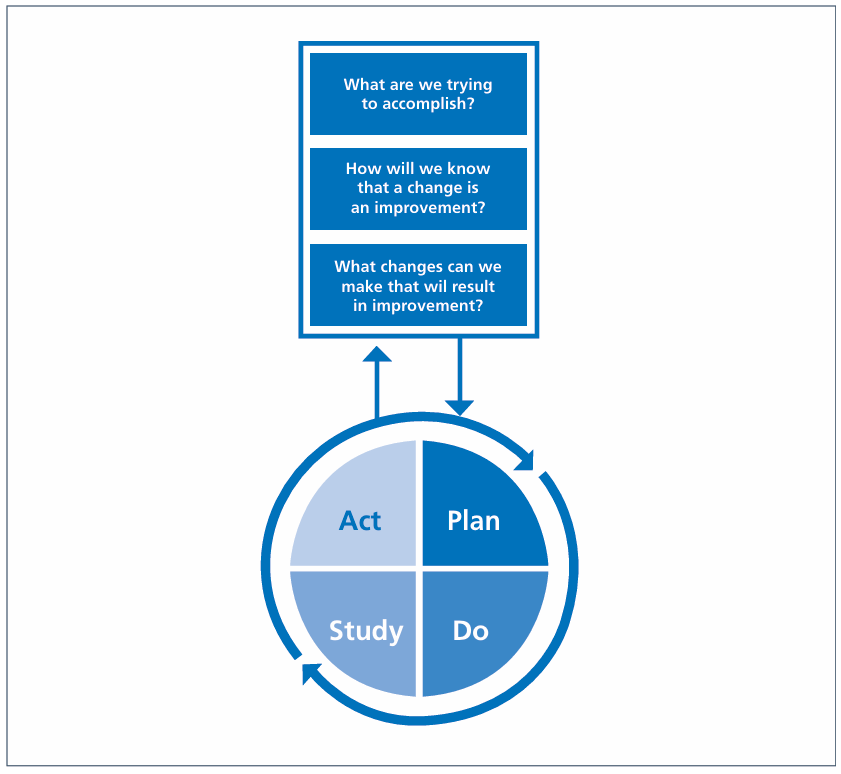 What are we trying
to accomplish?
How will we know
that a change is
an improvement?
What changes can we
make that wil result
in improvement?
Act
Plan
Study
Do